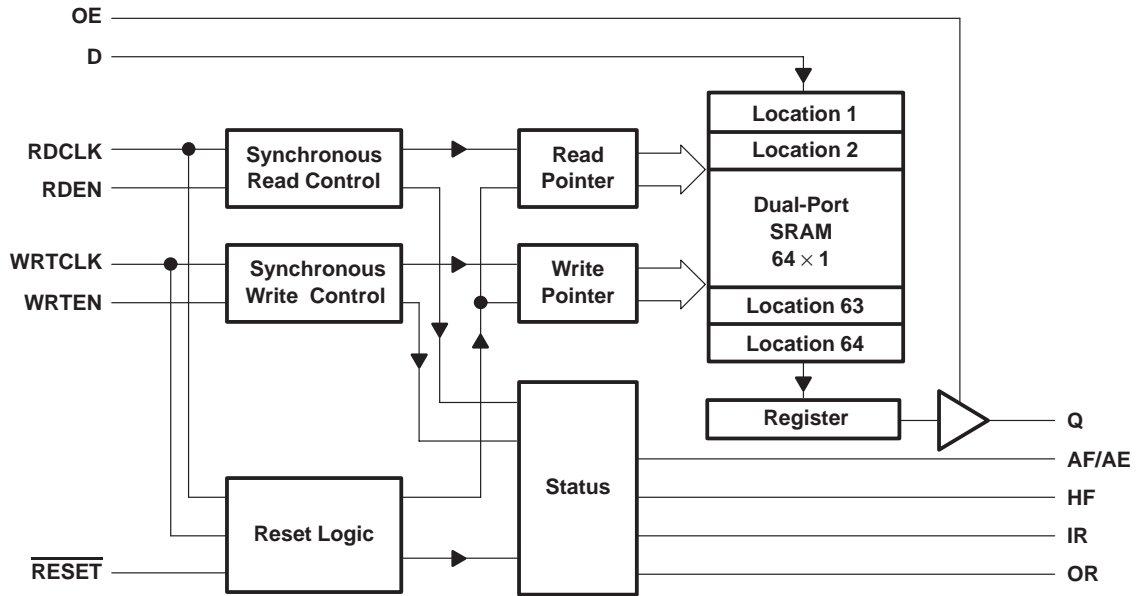 OE
D
RDCLK
RDEN
WRTCLK
WRTEN
RESET
Synchronous
Read Control
Synchronous
Write Control
Reset Logic
Read
Pointer
Write
Pointer
Status
Location 1
Location 2
Dual-Port
SRAM
64 × 1
Location 63
Location 64
Register
Q
AF/AE
HF
IR
OR